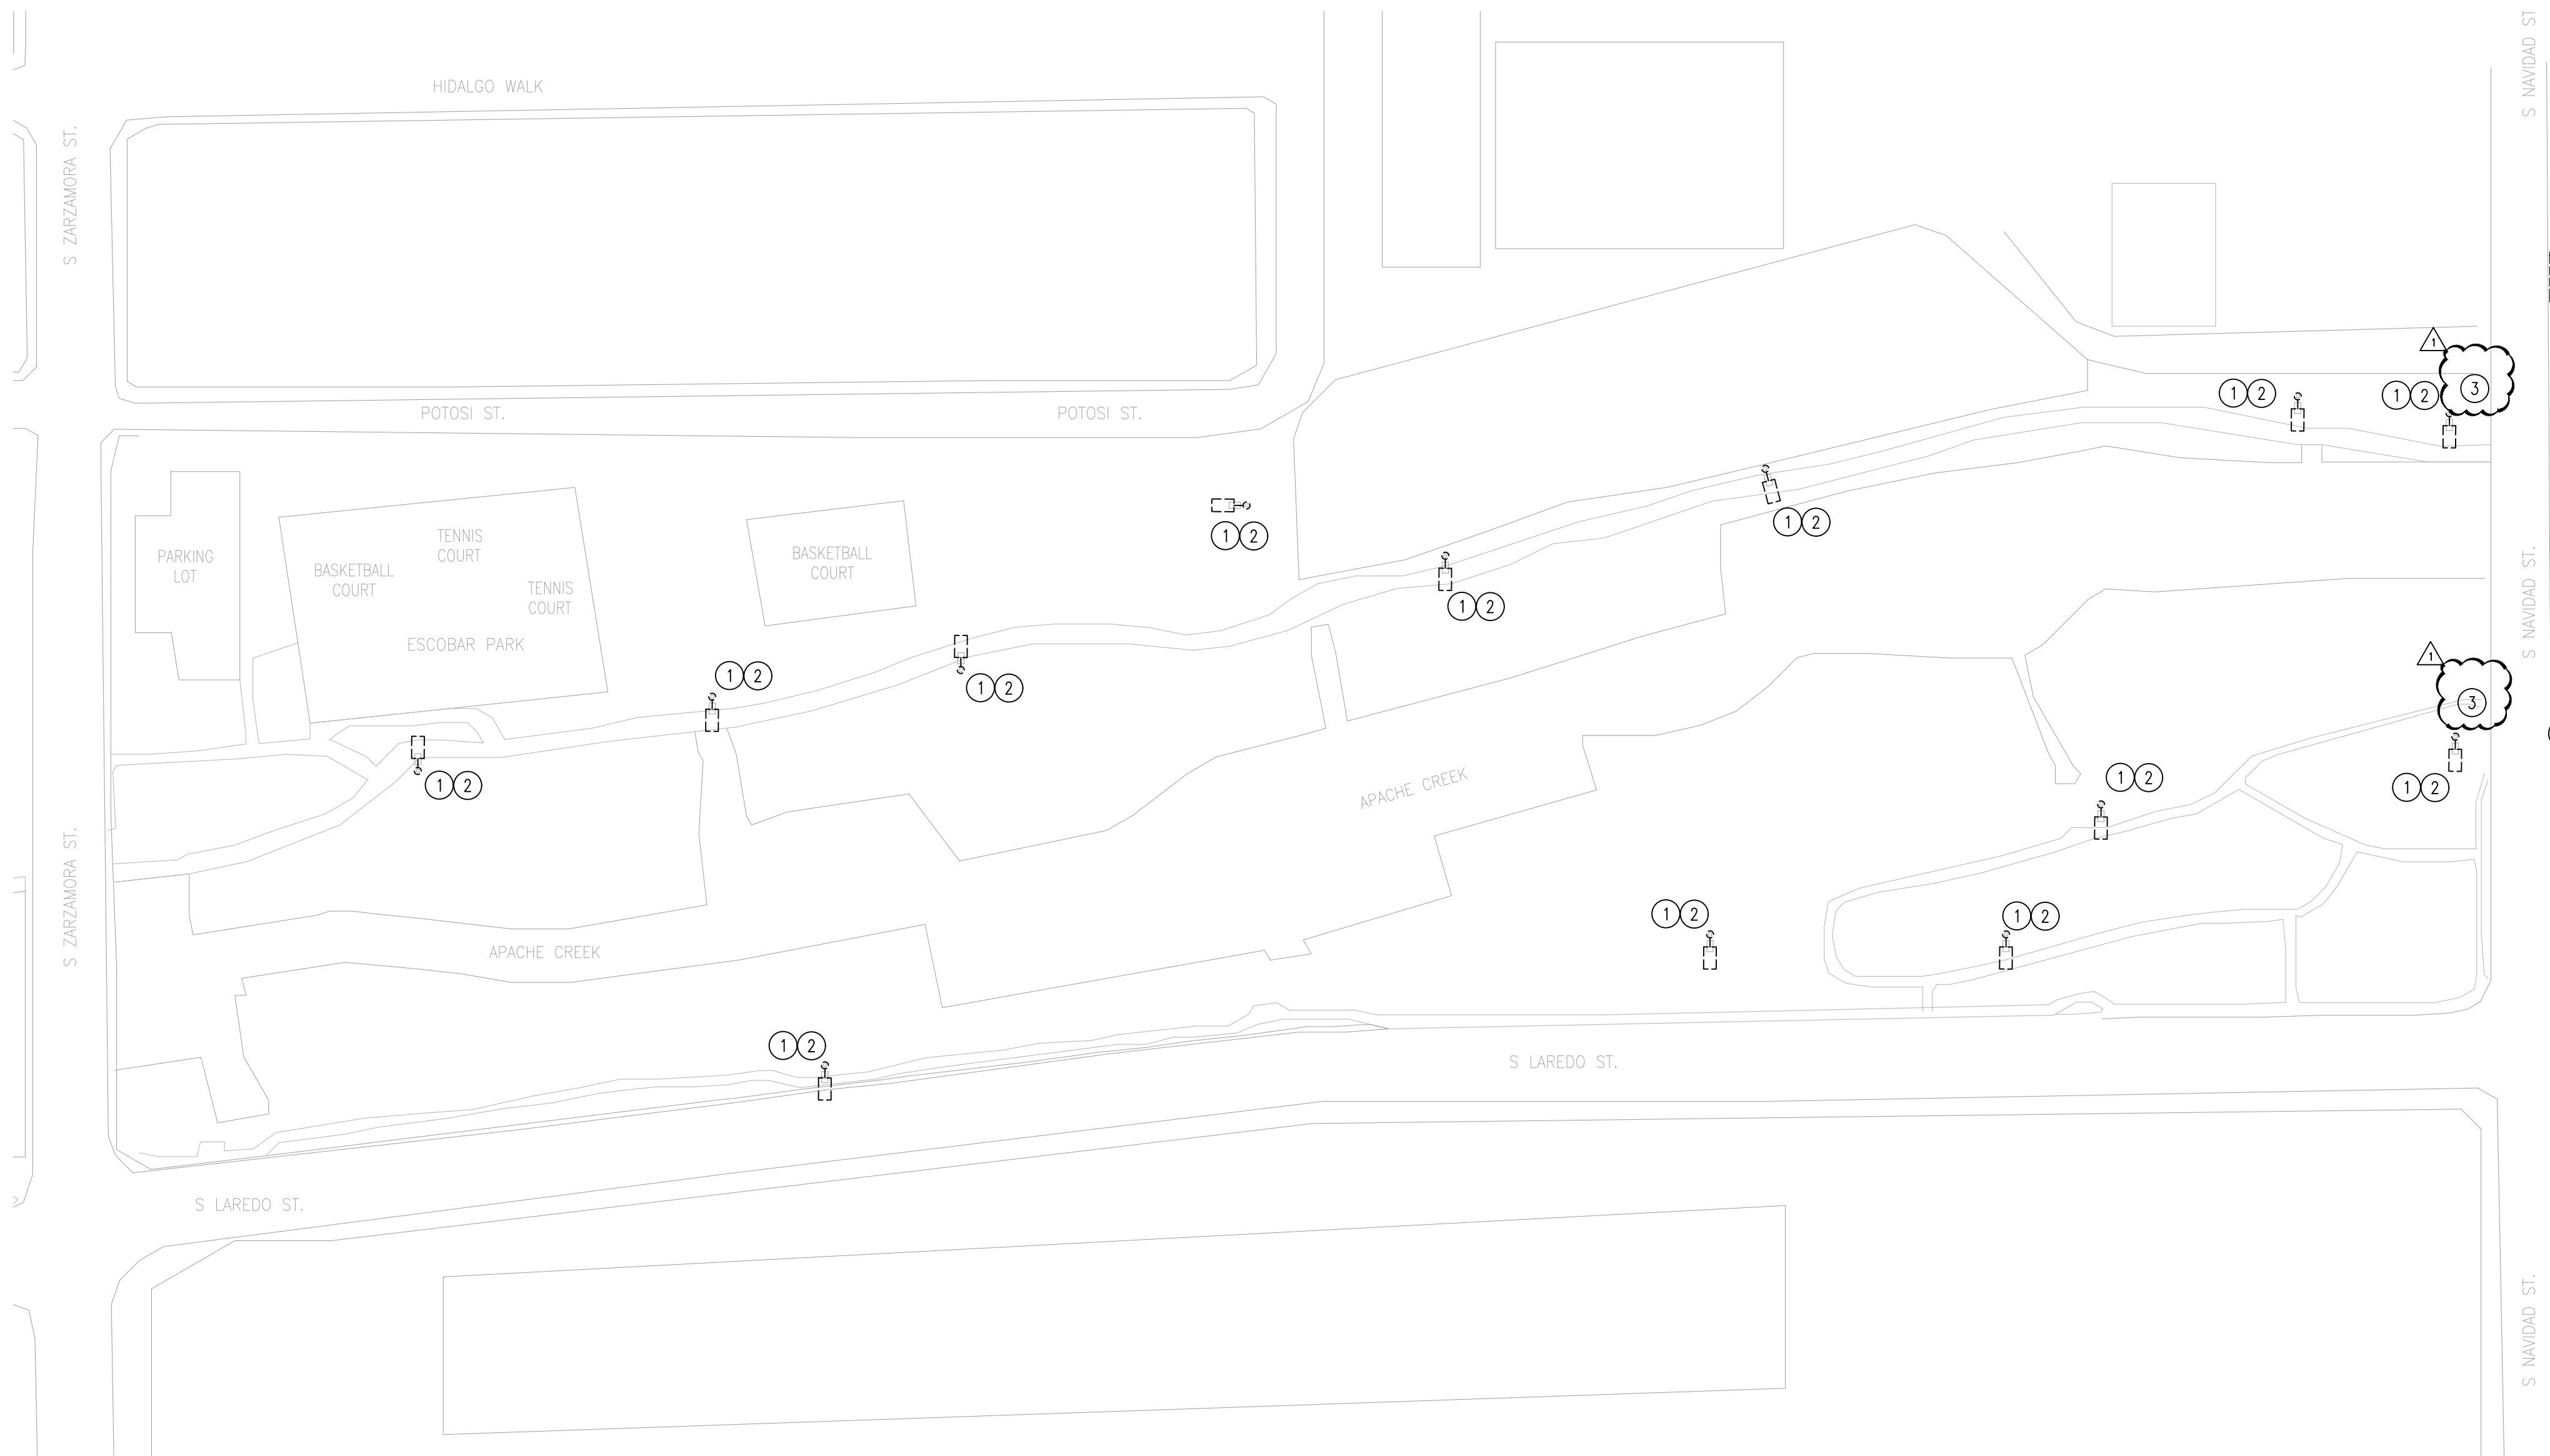 HIDALGO WALK
S NAVIDAD ST
S ZARZAMORA ST.
1
3
1 2
1 2
POTOSI ST.
POTOSI ST.
1 2
1 2
PARKING
LOT
TENNIS
COURT
BASKETBALL
COURT
TENNIS
COURT
ESCOBAR PARK
BASKETBALL
COURT
1 2
S NAVIDAD ST.
1 2
1 2
1
3
1 2
APACHE CREEK
1 2
1 2
S ZARZAMORA ST.
1 2
1 2
APACHE CREEK
1 2
S LAREDO ST.
S LAREDO ST.
S NAVIDAD ST.